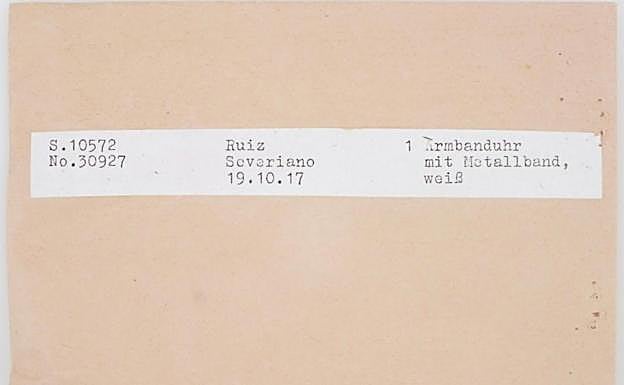 S.10572 Ruiz 1 Armbanduhr
No.30927 Severiano mit Metallband,
19.10.17 weiß